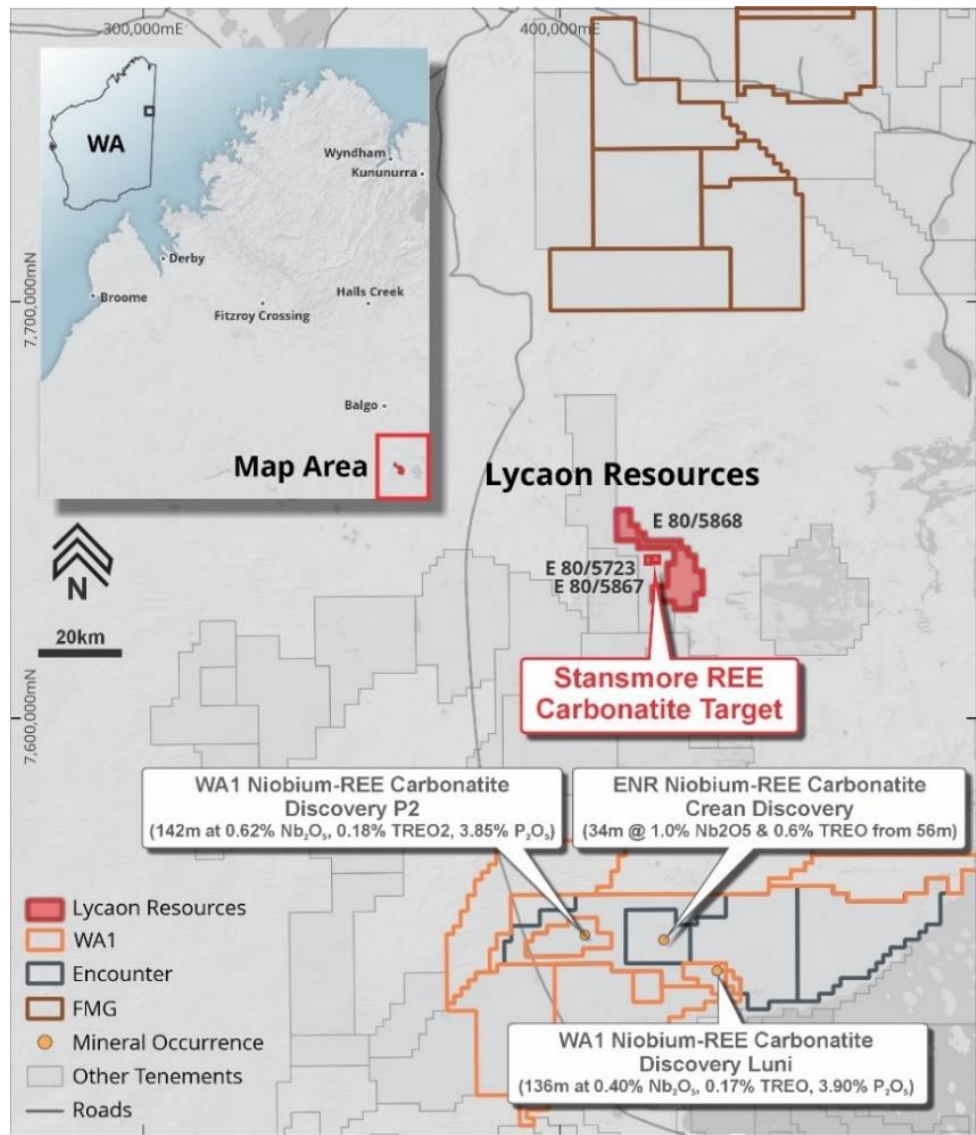 300,000mE
400,000mE
7,700,000mN
7,600,000mN
WA
Wyndham
Kununurra
Derby
Broome
Halls Creek
Fitzroy Crossing
Balgo
Map Area
N
20km
Lycaon Resources
E 80/5868
E 80/5723
E 80/5867
Stansmore REE
Carbonatite Target
WA1 Niobium-REE Carbonatite
Discovery P2
(142m at 0.62% Nb₂O₅, 0.18% TREO2, 3.85% P₂O₅)
ENR Niobium-REE Carbonatite
Crean Discovery
(34m @ 1.0% Nb2O5 & 0.6% TREO from 56m)
WA1 Niobium-REE Carbonatite
Discovery Luni
(136m at 0.40% Nb₂O₅, 0.17% TREO, 3.90% P₂O₅)
Lycaon Resources
WA1
Encounter
FMG
Mineral Occurrence
Other Tenements
Roads